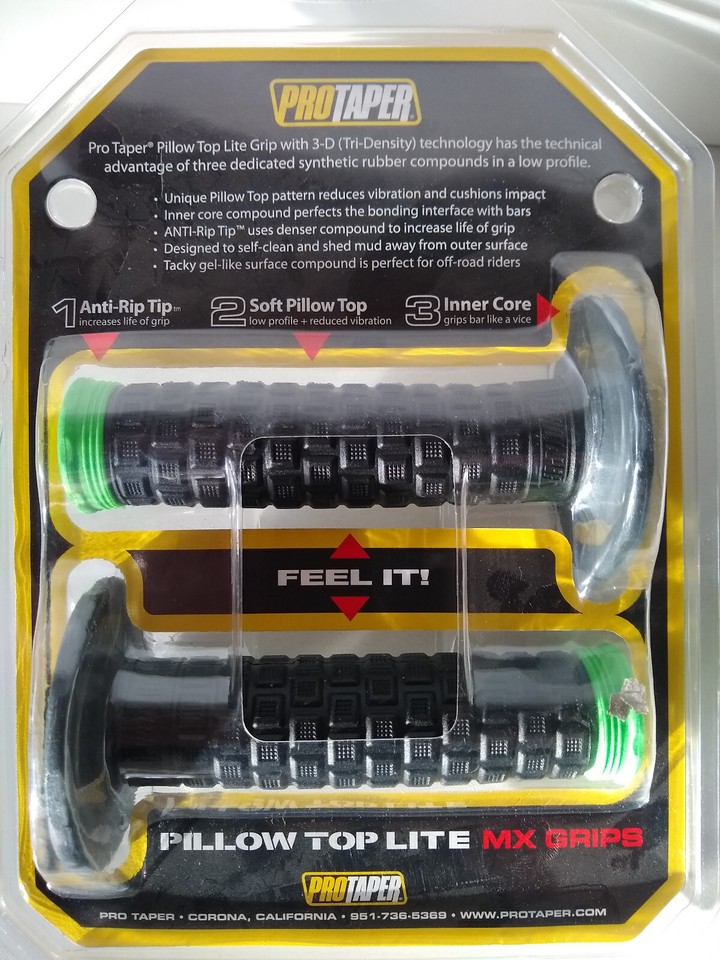 PROTAPER
Pro Taper® Pillow Top Lite Grip with 3-D (Tri-Density) technology has the technical
advantage of three dedicated synthetic rubber compounds in a low profile.
• Unique Pillow Top pattern reduces vibration and cushions impact
• Inner core compound perfects the bonding interface with bars
• ANTI-Rip Tip™ uses denser compound to increase life of grip
• Designed to self-clean and shed mud away from outer surface
• Tacky gel-like surface compound is perfect for off-road riders
1 Anti-Rip Tip™
increases life of grip
2 Soft Pillow Top
low profile + reduced vibration
3 Inner Core
grips bar like a vice
FEEL IT!
PILLOW TOP LITE MX GRIPS
PROTAPER
PRO TAPER • CORONA, CALIFORNIA • 951-736-5369 • WWW.PROTAPER.COM